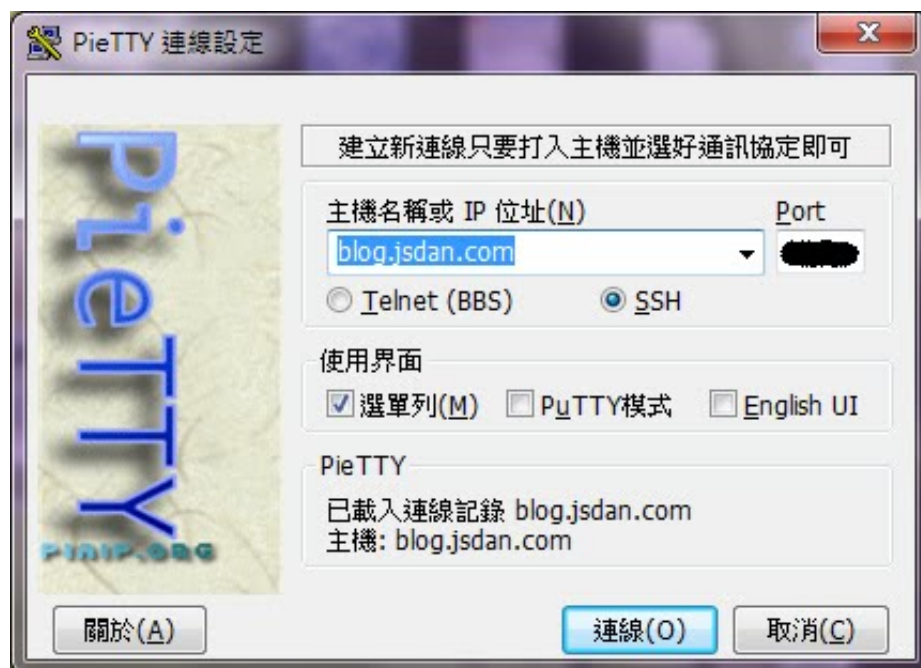 PieTTY 連線設定
PieTTY
PINIP.ORG
建立新連線只要打入主機並選好通訊協定即可
主機名稱或 IP 位址(N) Port
blog.jsdan.com
Telnet (BBS) SSH
使用界面
選單列(M) PuTTY模式 English UI
PieTTY
已載入連線記錄 blog.jsdan.com
主機: blog.jsdan.com
關於(A) 連線(O) 取消(C)